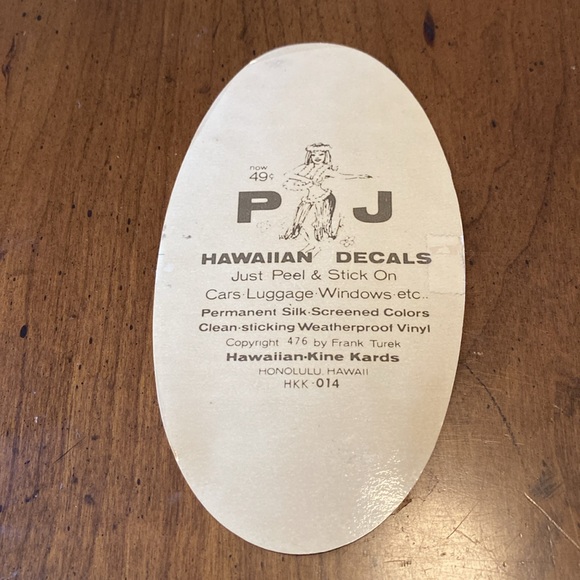 now
49¢
P J
HAWAIIAN DECALS
Just Peel & Stick On
Cars·Luggage·Windows·etc..
Permanent Silk·Screened Colors
Clean·sticking Weatherproof Vinyl
Copyright 476 by Frank Turek
Hawaiian·Kine Kards
HONOLULU, HAWAII
HKK·014